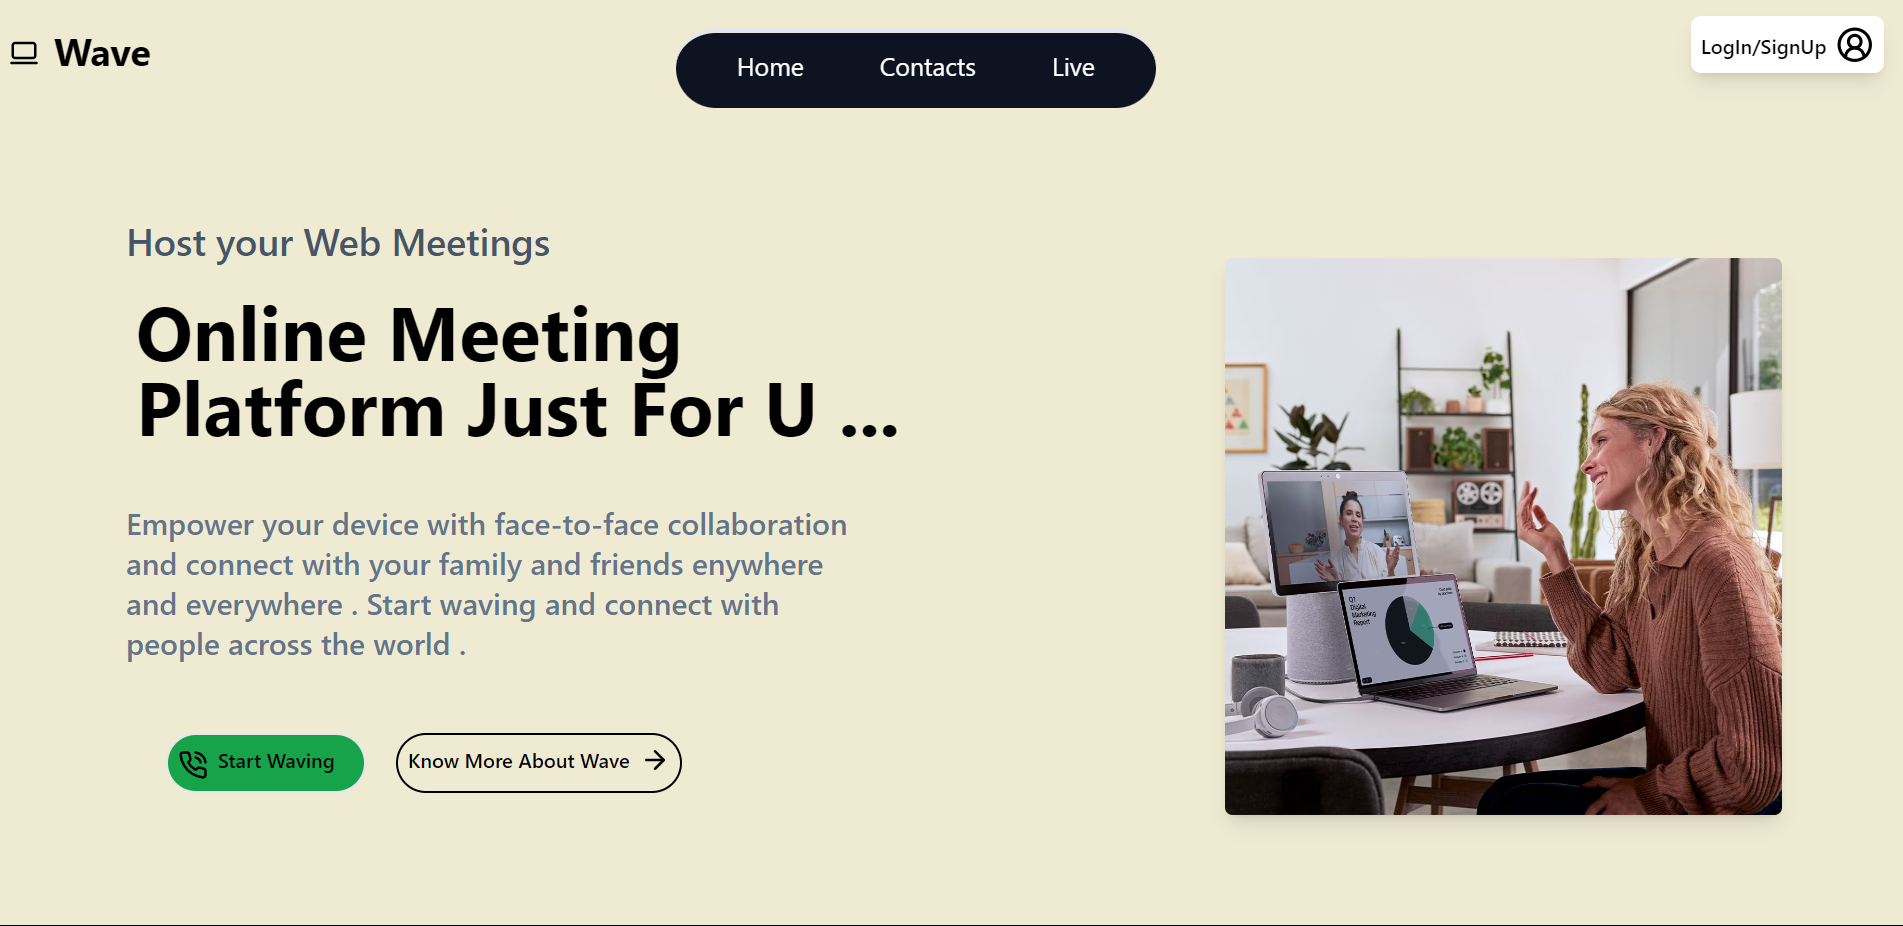 Wave
Home Contacts Live
LogIn/SignUp
Host your Web Meetings
Online Meeting
Platform Just For U ...
Empower your device with face-to-face collaboration
and connect with your family and friends enywhere
and everywhere . Start waving and connect with
people across the world .
Start Waving
Know More About Wave
Q1
Digital
Marketing
Report